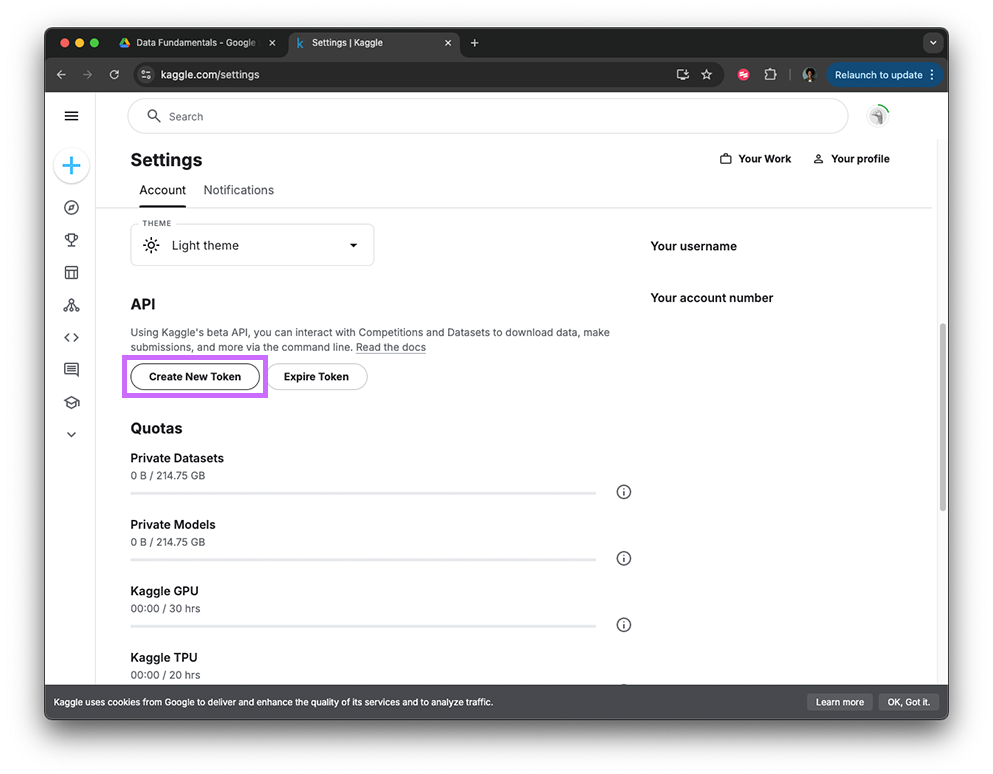 Data Fundamentals - Google
Settings | Kaggle
kaggle.com/settings
Relaunch to update
Search
Settings
Your Work
Your profile
Account
Notifications
THEME
Light theme
Your username
API
Your account number
Using Kaggle's beta API, you can interact with Competitions and Datasets to download data, make
submissions, and more via the command line. Read the docs
Create New Token
Expire Token
Quotas
Private Datasets
0 B / 214.75 GB
Private Models
0 B / 214.75 GB
Kaggle GPU
00:00 / 30 hrs
Kaggle TPU
00:00 / 20 hrs
Kaggle uses cookies from Google to deliver and enhance the quality of its services and to analyze traffic.
Learn more
OK, Got it.